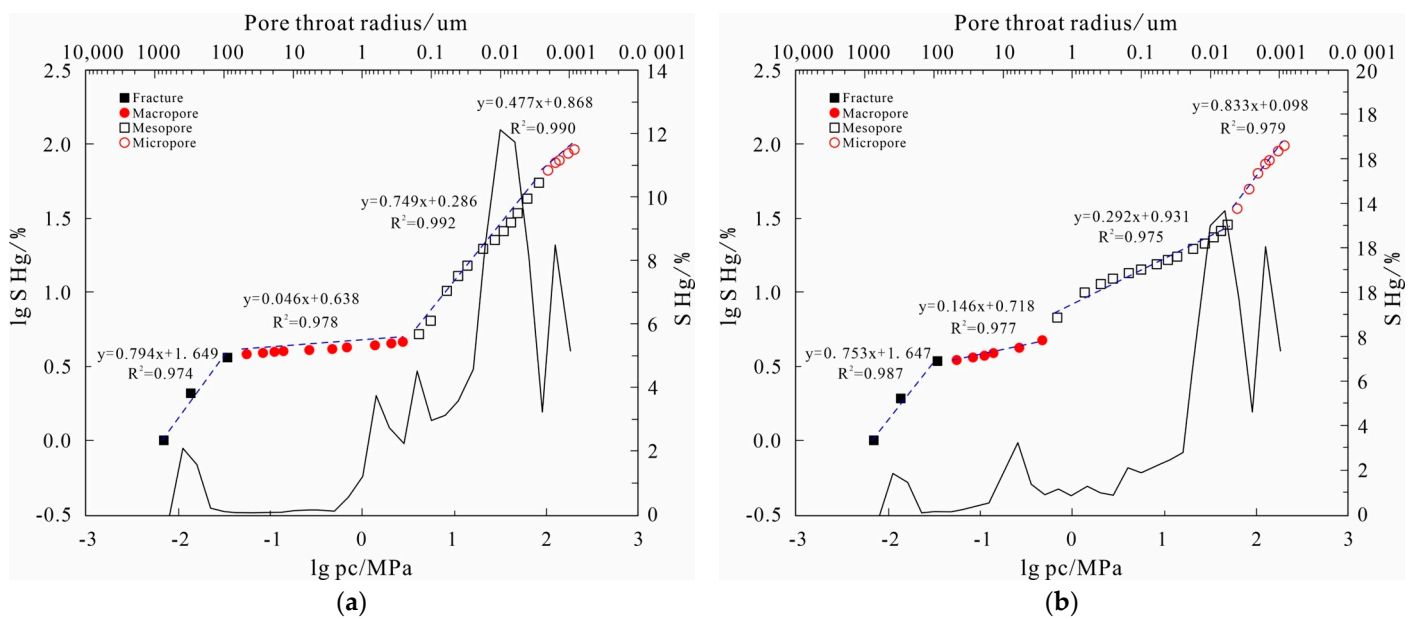 Pore throat radius/um
10,000 1000 100 10 1 0.1 0.01 0.001 0.0 001
2.5
2.0
1.5
1.0
0.5
0.0
-0.5
lg S Hg/%
Fracture
Macropore
Mesopore
Micropore
y=0.477x+0.868
R²=0.990
y=0.749x+0.286
R²=0.992
y=0.046x+0.638
R²=0.978
y=0.794x+1. 649
R²=0.974
14
12
10
8
6
4
2
0
S Hg/%
-3 -2 -1 0 1 2 3
lg pc/MPa
(a)
Pore throat radius/um
10,000 1000 100 10 1 0.1 0.01 0.001 0.0 001
2.5
2.0
1.5
1.0
0.5
0.0
-0.5
lg S Hg/%
Fracture
Macropore
Mesopore
Micropore
y=0.833x+0.098
R²=0.979
y=0.292x+0.931
R²=0.975
y=0.146x+0.718
R²=0.977
y=0. 753x+1. 647
R²=0.987
20
18
18
14
18
18
8
6
4
2
0
S Hg/%
-3 -2 -1 0 1 2 3
lg pc/MPa
(b)